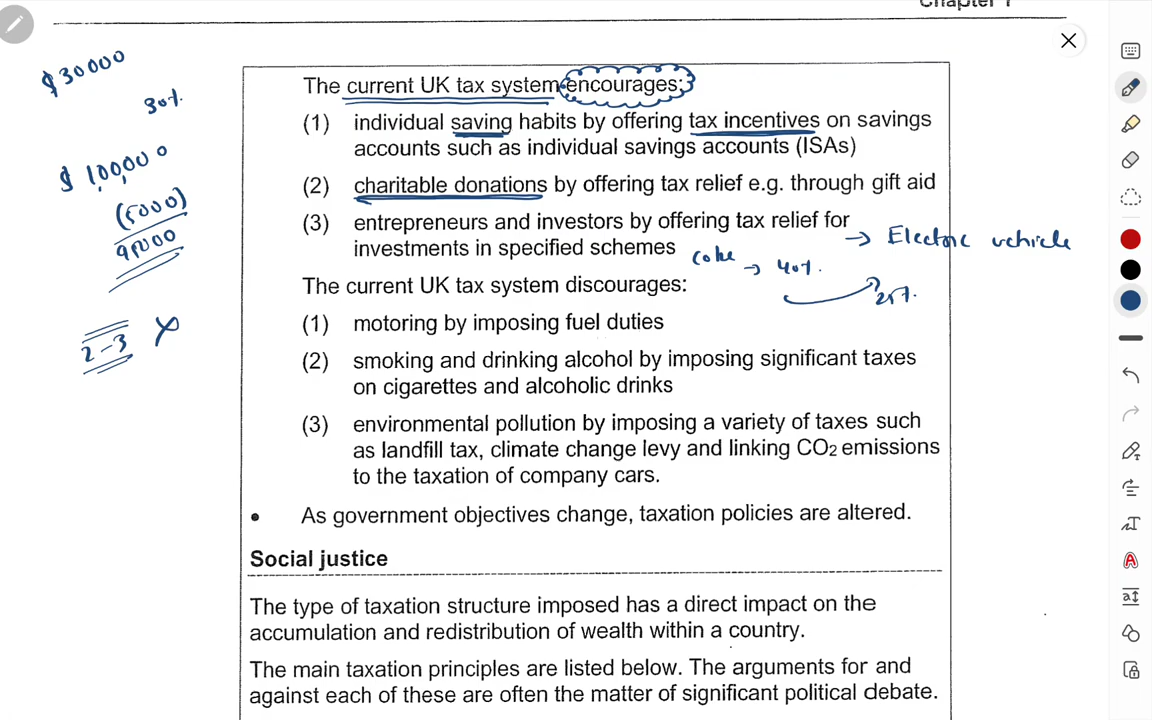 Chapter 1
$30000
30%.
$ 1,00,000
(5000)
95000
2-3
The current UK tax system encourages:
(1) individual saving habits by offering tax incentives on savings
accounts such as individual savings accounts (ISAs)
(2) charitable donations by offering tax relief e.g. through gift aid
(3) entrepreneurs and investors by offering tax relief for
investments in specified schemes
→ Electric vehicle
coke → 40%.
25%.
The current UK tax system discourages:
(1) motoring by imposing fuel duties
(2) smoking and drinking alcohol by imposing significant taxes
on cigarettes and alcoholic drinks
(3) environmental pollution by imposing a variety of taxes such
as landfill tax, climate change levy and linking CO2 emissions
to the taxation of company cars.
• As government objectives change, taxation policies are altered.
Social justice
The type of taxation structure imposed has a direct impact on the
accumulation and redistribution of wealth within a country.
The main taxation principles are listed below. The arguments for and
against each of these are often the matter of significant political debate.